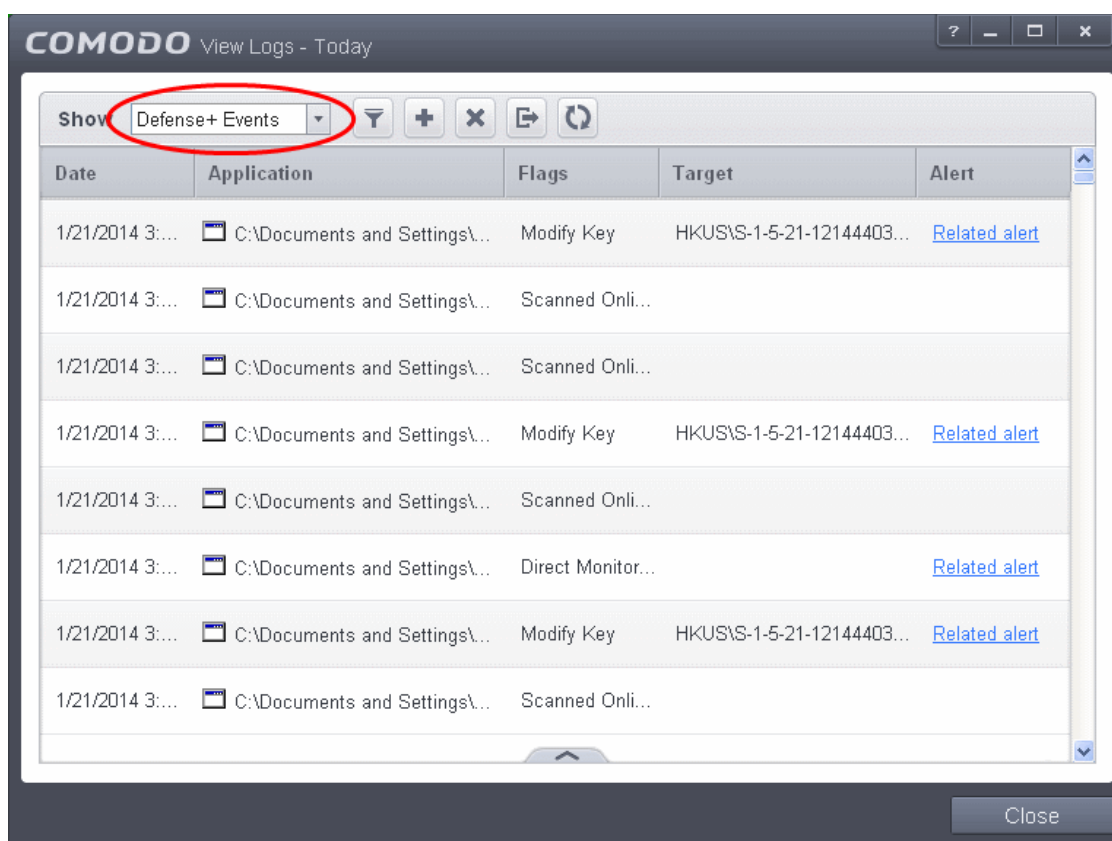 COMODO View Logs - Today
Show Defense+ Events
Date Application Flags Target Alert
1/21/2014 3:... C:\Documents and Settings\... Modify Key HKUS\S-1-5-21-12144403... Related alert
1/21/2014 3:... C:\Documents and Settings\... Scanned Onli...
1/21/2014 3:... C:\Documents and Settings\... Scanned Onli...
1/21/2014 3:... C:\Documents and Settings\... Modify Key HKUS\S-1-5-21-12144403... Related alert
1/21/2014 3:... C:\Documents and Settings\... Scanned Onli...
1/21/2014 3:... C:\Documents and Settings\... Direct Monitor... Related alert
1/21/2014 3:... C:\Documents and Settings\... Modify Key HKUS\S-1-5-21-12144403... Related alert
1/21/2014 3:... C:\Documents and Settings\... Scanned Onli...
Close